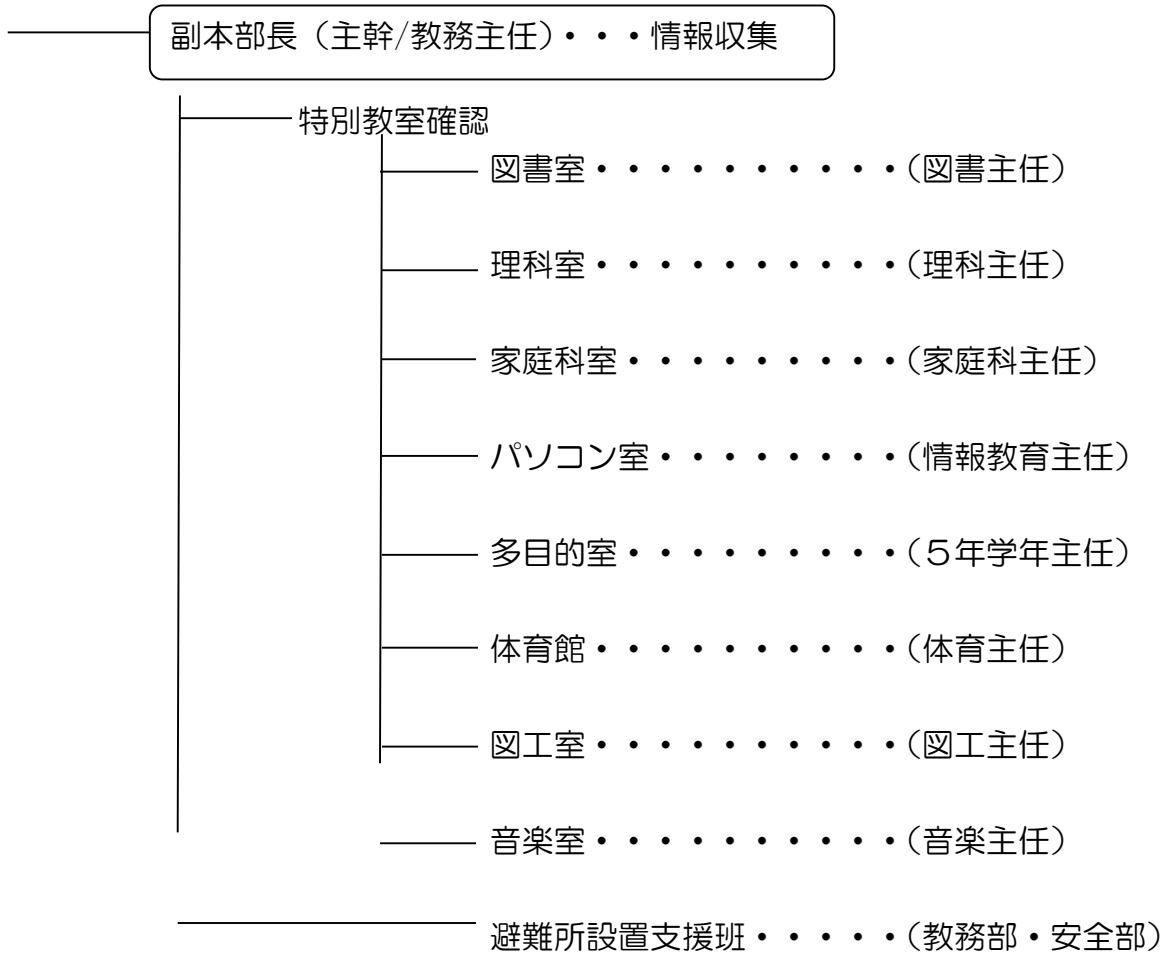 副本部長（主幹/教務主任）・・・情報収集
特別教室確認
図書室・・・・・・・・・・（図書主任）
理科室・・・・・・・・・・（理科主任）
家庭科室・・・・・・・・・（家庭科主任）
パソコン室・・・・・・・・（情報教育主任）
多目的室・・・・・・・・・（５年学年主任）
体育館・・・・・・・・・・（体育主任）
図工室・・・・・・・・・・（図工主任）
音楽室・・・・・・・・・・（音楽主任）
避難所設置支援班・・・・・（教務部・安全部）